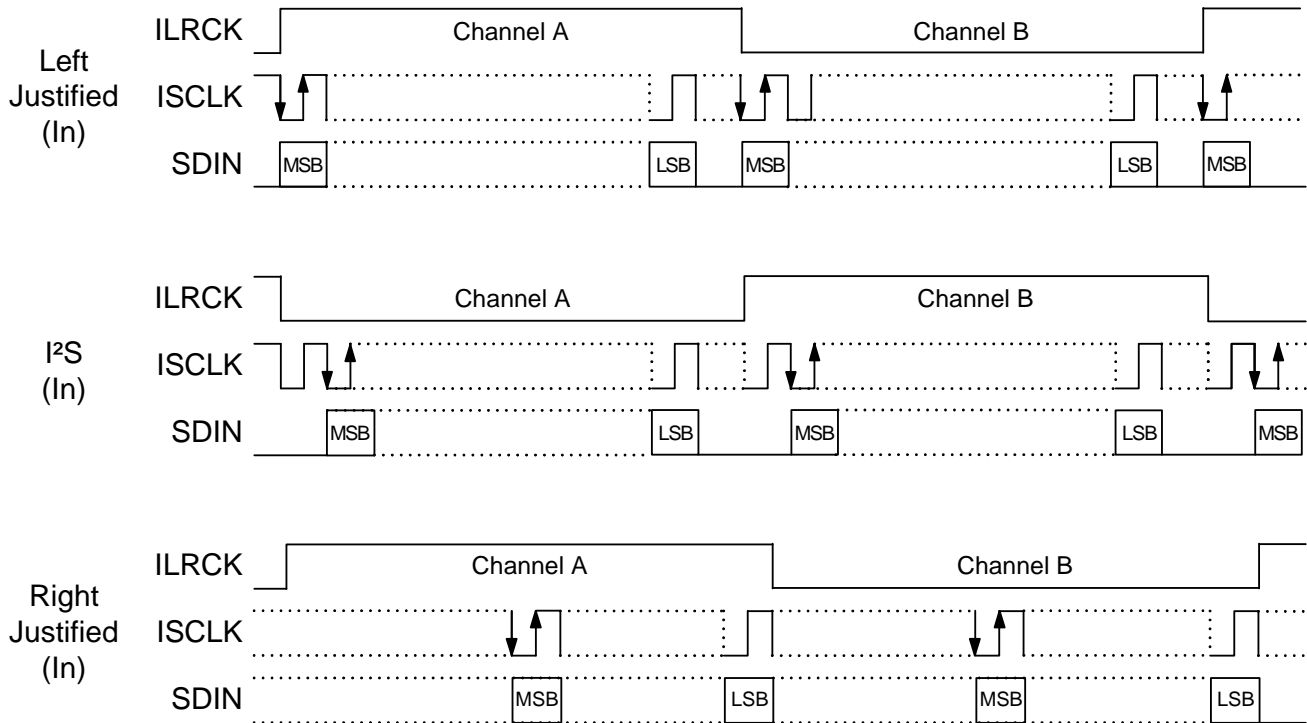 Left
Justified
(In)
ILRCK
Channel A
Channel B
ISCLK
SDIN
MSB
LSB
MSB
LSB
MSB
I²S
(In)
ILRCK
Channel A
Channel B
ISCLK
SDIN
MSB
LSB
MSB
LSB
MSB
Right
Justified
(In)
ILRCK
Channel A
Channel B
ISCLK
SDIN
MSB
LSB
MSB
LSB